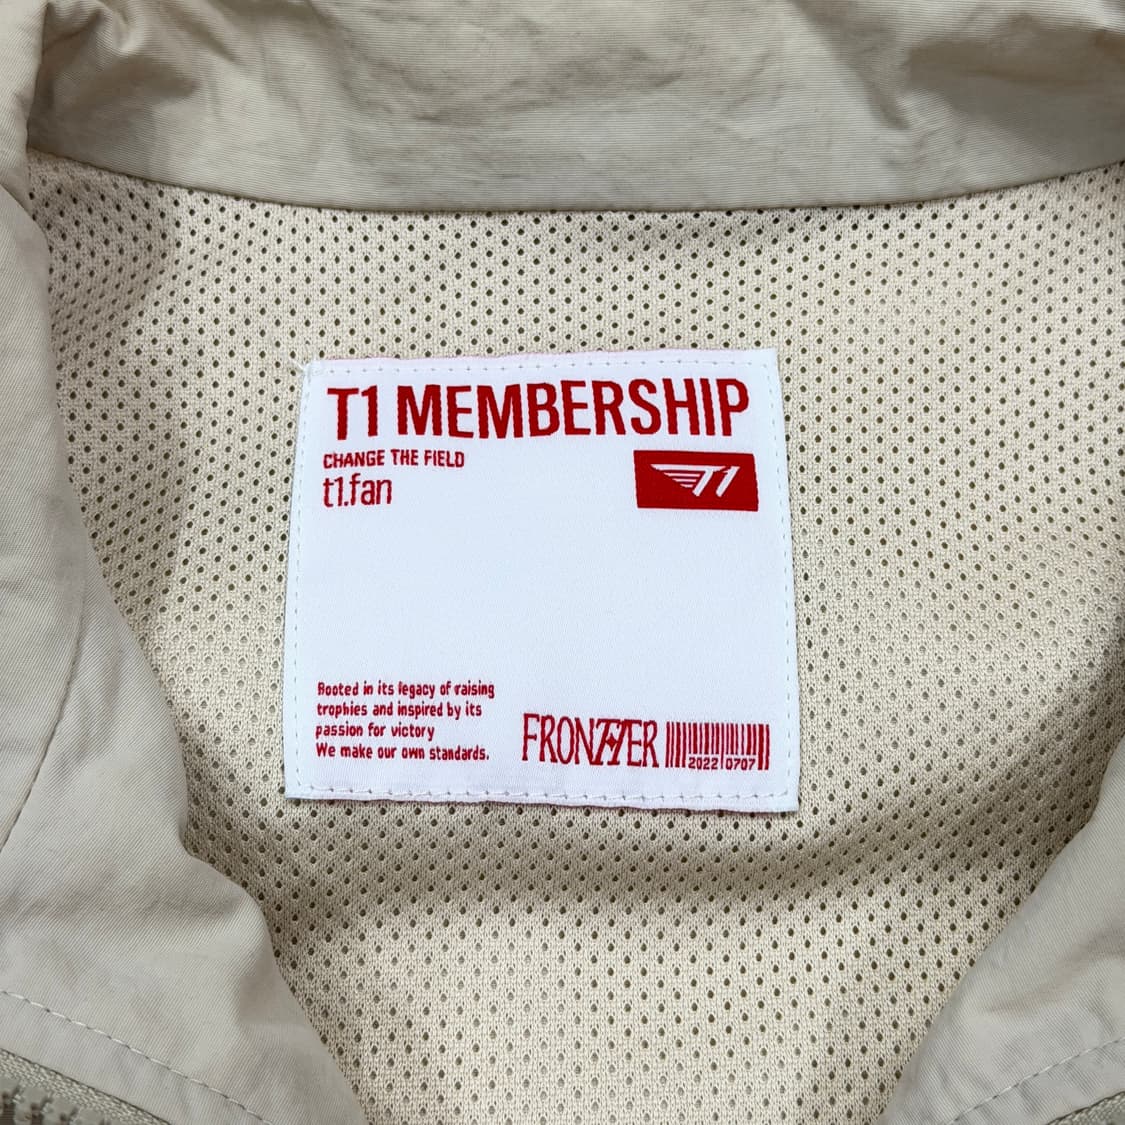 T1 MEMBERSHIP
CHANGE THE FIELD
t1.fan
T1
Rooted in its legacy of raising
trophies and inspired by its
passion for victory
We make our own standards.
FRONTIER
2022 0707